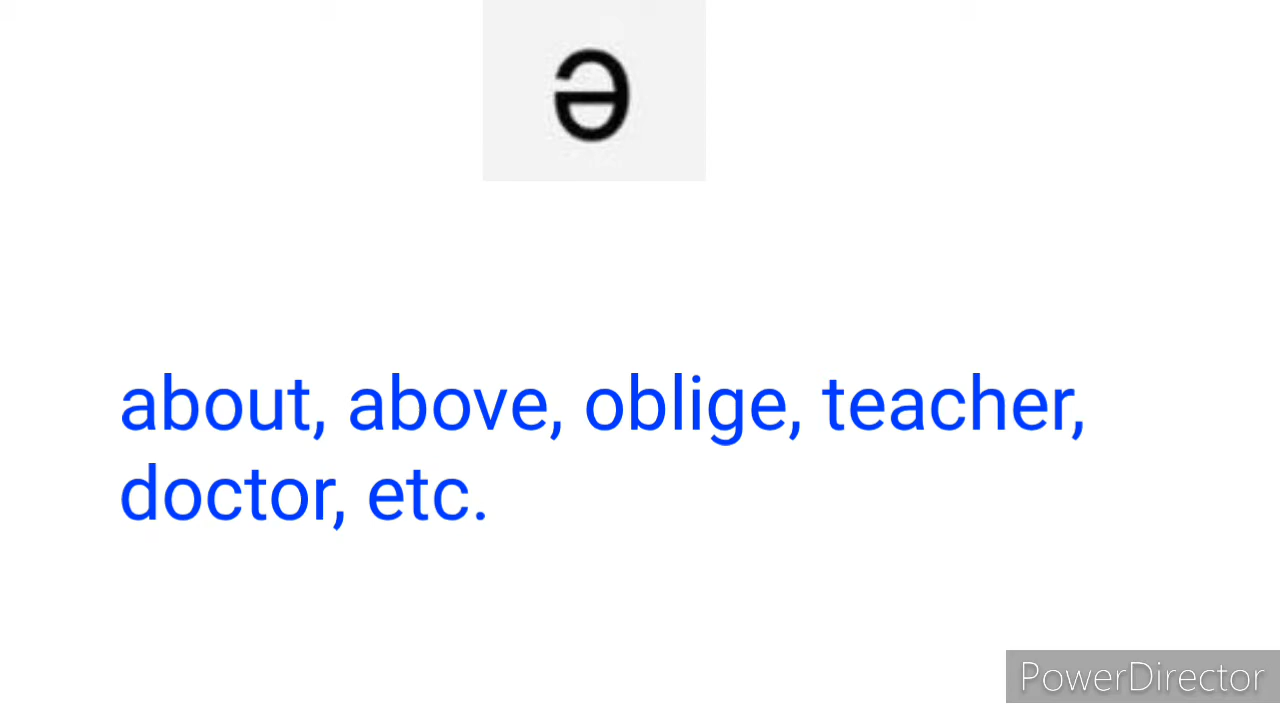 ə
about, above, oblige, teacher,
doctor, etc.
PowerDirector